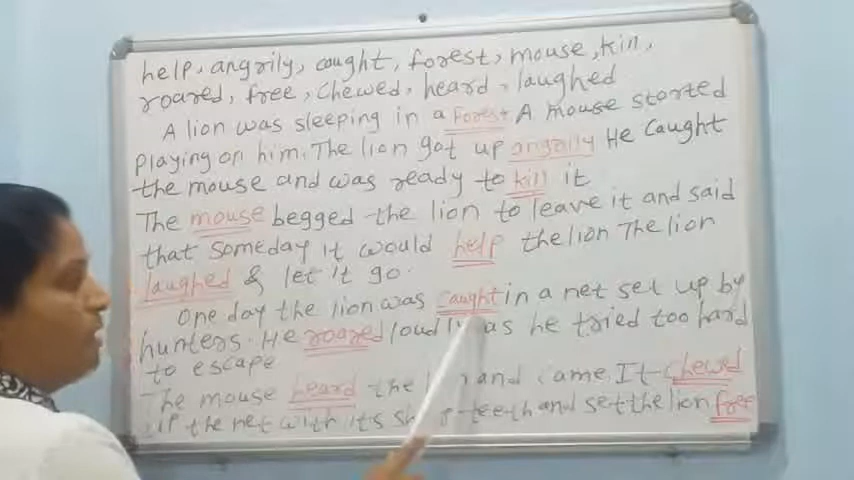 help, angrily, caught, forest, mouse, kill,
roared, free, chewed, heard, laughed
A lion was sleeping in a Forest. A mouse started
playing on him. The lion got up angrily He caught
the mouse and was ready to kill it
The mouse begged the lion to leave it and said
that someday it would help the lion The lion
laughed & let it go.
One day the lion was caught in a net set up by
hunters. He roared loudly as he tried too hard
to escape
The mouse heard the and came. It chewed
up the net with its teeth and set the lion free